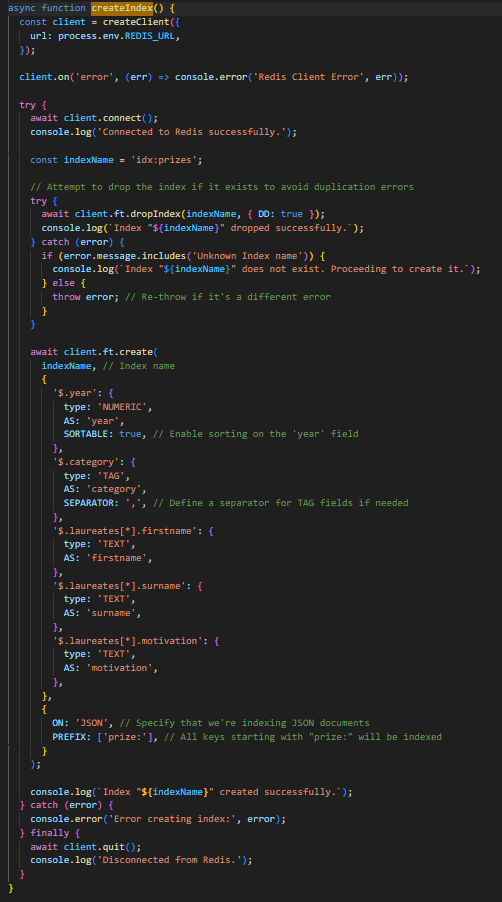 async function createIndex() {
  const client = createClient({
    url: process.env.REDIS_URL,
  });

  client.on('error', (err) => console.error('Redis Client Error', err));

  try {
    await client.connect();
    console.log('Connected to Redis successfully.');

    const indexName = 'idx:prizes';

    // Attempt to drop the index if it exists to avoid duplication errors
    try {
      await client.ft.dropIndex(indexName, { DD: true });
      console.log(`Index "${indexName}" dropped successfully.`);
    } catch (error) {
      if (error.message.includes('Unknown Index name')) {
        console.log(`Index "${indexName}" does not exist. Proceeding to create it.`);
      } else {
        throw error; // Re-throw if it's a different error
      }
    }

    await client.ft.create(
      indexName, // Index name
      {
        '$.year': {
          type: 'NUMERIC',
          AS: 'year',
          SORTABLE: true, // Enable sorting on the 'year' field
        },
        '$.category': {
          type: 'TAG',
          AS: 'category',
          SEPARATOR: ',', // Define a separator for TAG fields if needed
        },
        '$.laureates[*].firstname': {
          type: 'TEXT',
          AS: 'firstname',
        },
        '$.laureates[*].surname': {
          type: 'TEXT',
          AS: 'surname',
        },
        '$.laureates[*].motivation': {
          type: 'TEXT',
          AS: 'motivation',
        },
      },
      {
        ON: 'JSON', // Specify that we're indexing JSON documents
        PREFIX: ['prize:'], // All keys starting with "prize:" will be indexed
      }
    );

    console.log(`Index "${indexName}" created successfully.`);
  } catch (error) {
    console.error('Error creating index:', error);
  } finally {
    await client.quit();
    console.log('Disconnected from Redis.');
  }
}